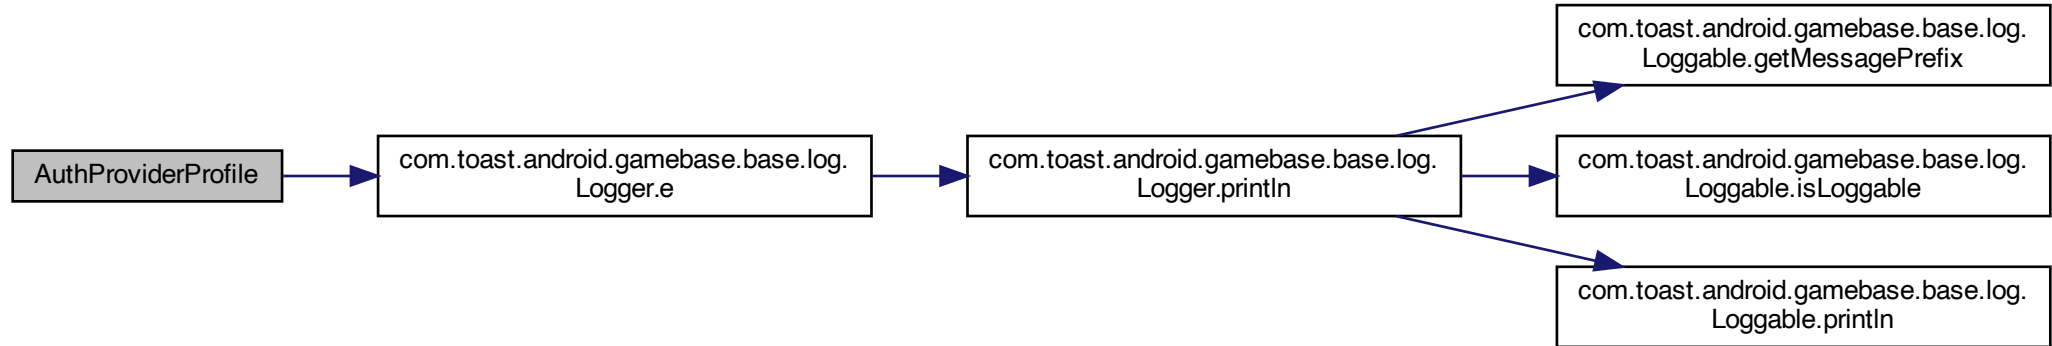 AuthProviderProfile
com.toast.android.gamebase.base.log.
Logger.e
com.toast.android.gamebase.base.log.
Logger.println
com.toast.android.gamebase.base.log.
Loggable.getMessagePrefix
com.toast.android.gamebase.base.log.
Loggable.isLoggable
com.toast.android.gamebase.base.log.
Loggable.println